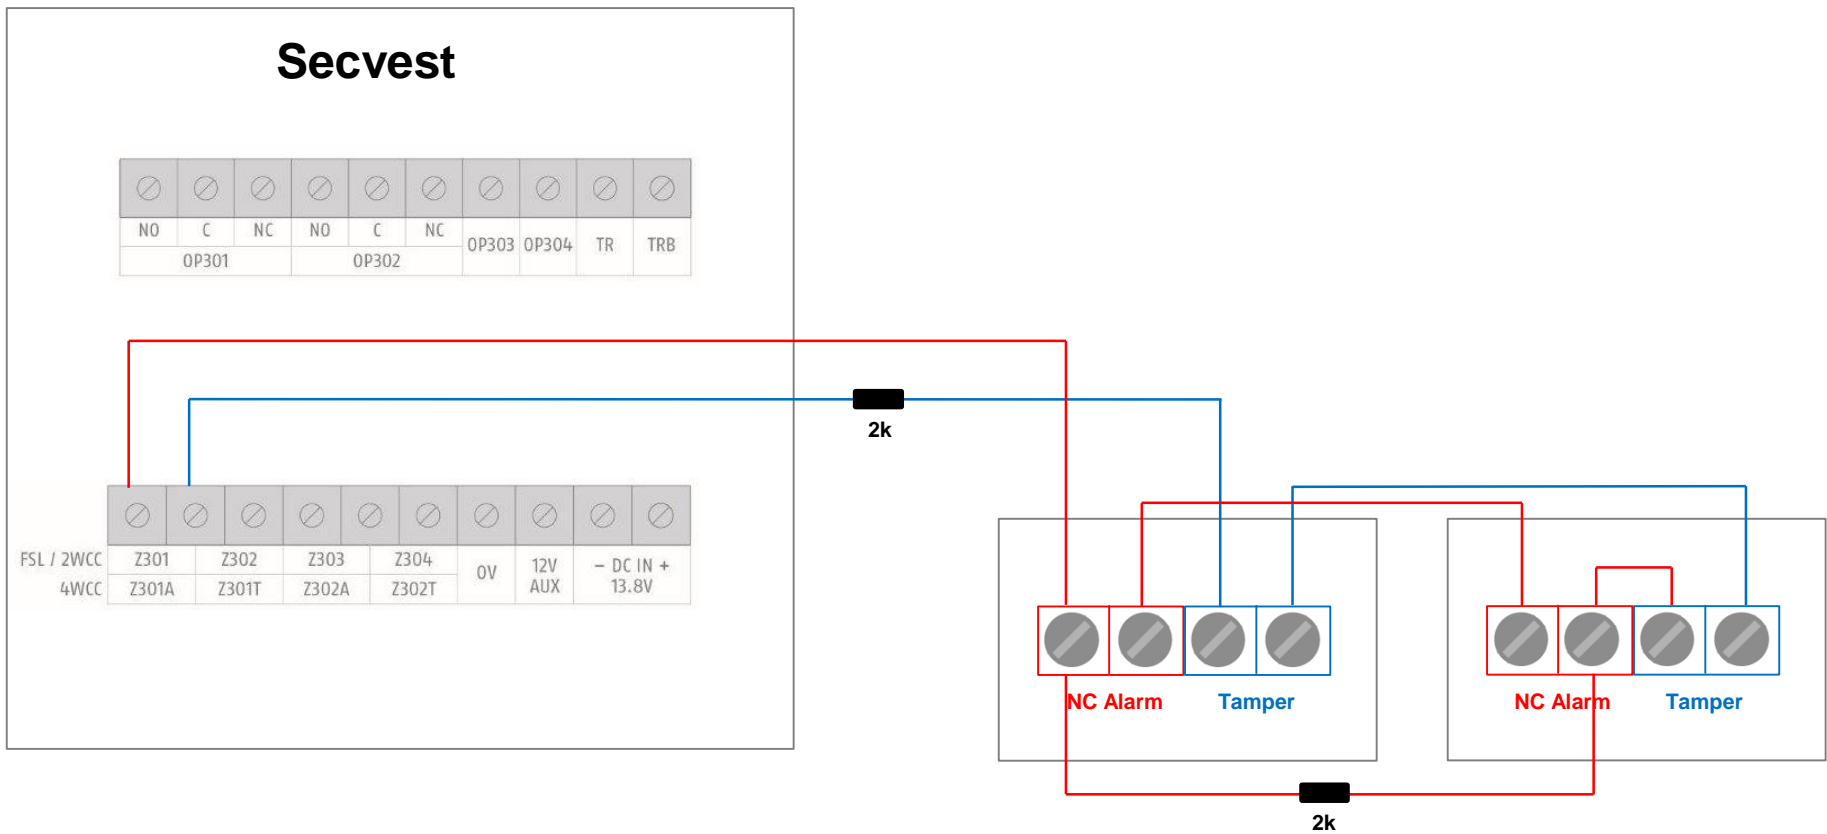 Secvest
NO C NC NO C NC OP303 OP304 TR TRB
OP301 OP302
2k
FSL / 2WCC Z301 Z302 Z303 Z304 0V 12V AUX – DC IN + 13.8V
4WCC Z301A Z301T Z302A Z302T
NC Alarm Tamper NC Alarm Tamper
2k